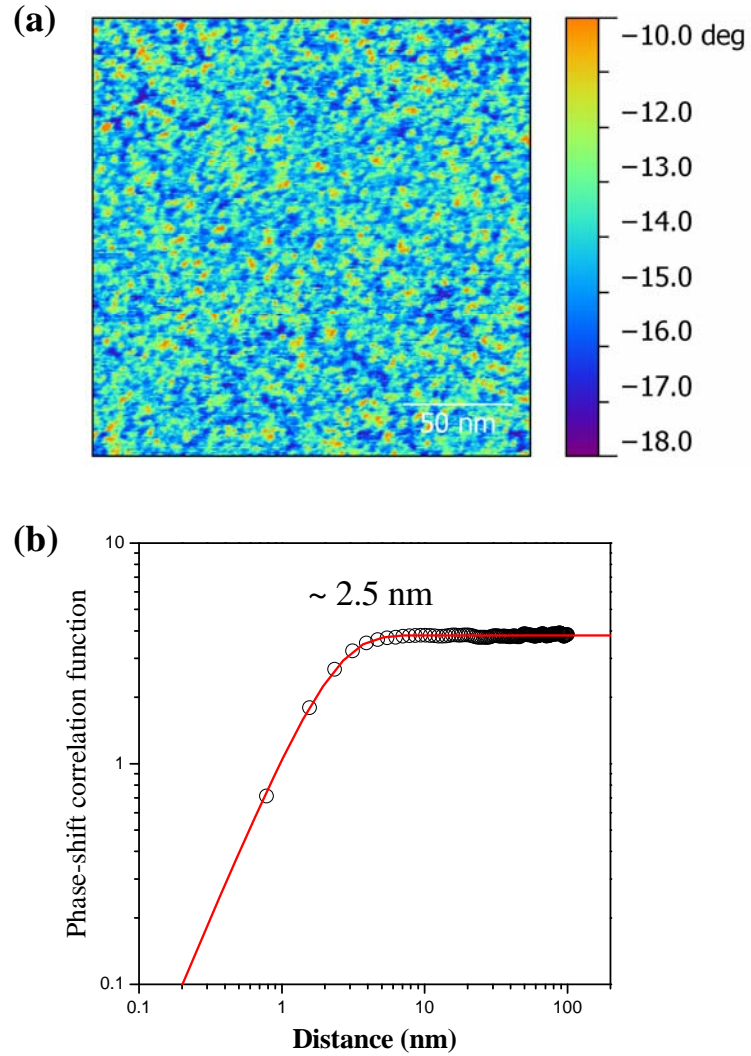 (a)
−10.0 deg
−12.0
−13.0
−14.0
−15.0
−16.0
−17.0
−18.0
50 nm
(b)
10
1
0.1
Phase-shift correlation function
~ 2.5 nm
0.1
1
10
100
Distance (nm)